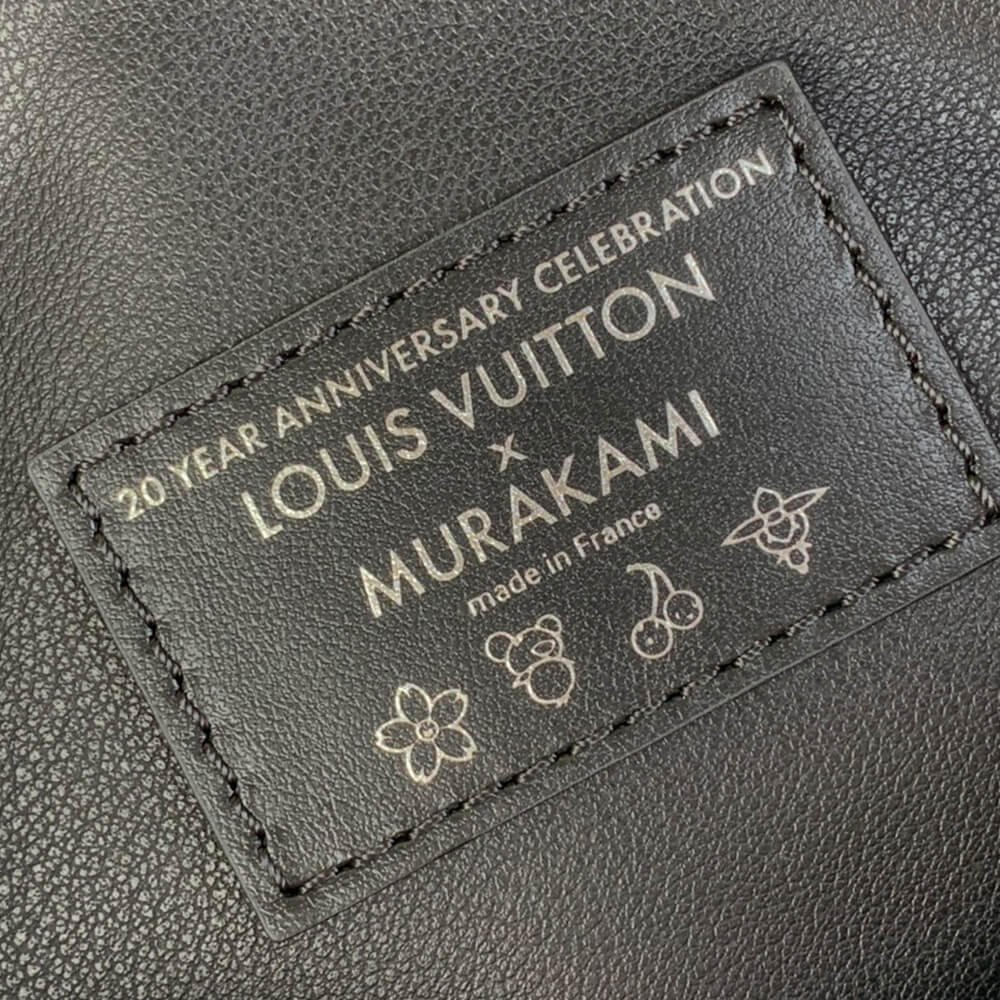 20 YEAR ANNIVERSARY CELEBRATION
LOUIS VUITTON
x
MURAKAMI
made in France